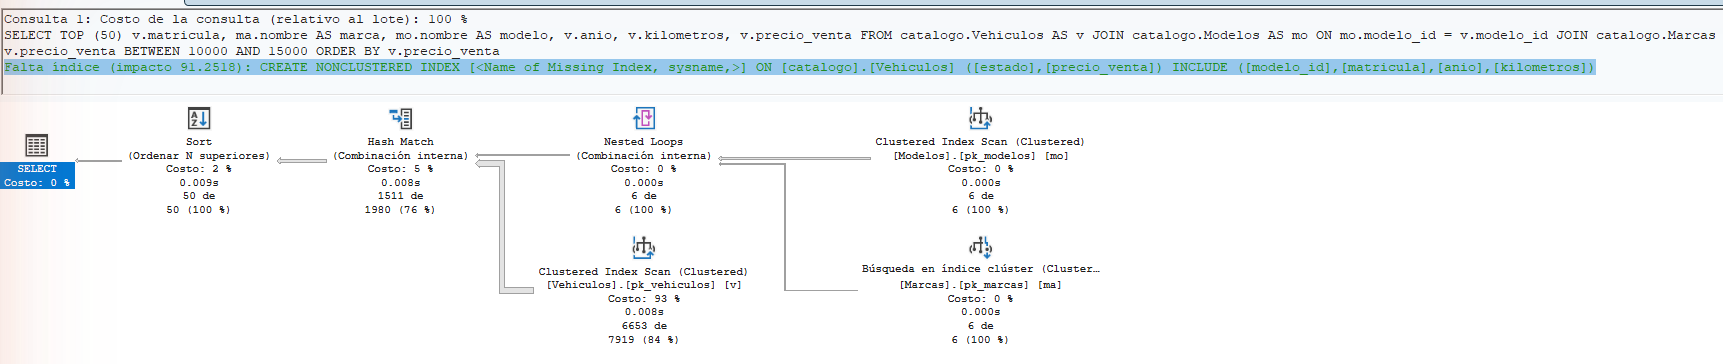 Consulta 1: Costo de la consulta (relativo al lote): 100 %
SELECT TOP (50) v.matricula, ma.nombre AS marca, mo.nombre AS modelo, v.anio, v.kilometros, v.precio_venta FROM catalogo.Vehiculos AS v JOIN catalogo.Modelos AS mo ON mo.modelo_id = v.modelo_id JOIN catalogo.Marcas
v.precio_venta BETWEEN 10000 AND 15000 ORDER BY v.precio_venta
Falta índice (impacto 91.2518): CREATE NONCLUSTERED INDEX [<Name of Missing Index, sysname,>] ON [catalogo].[Vehiculos] ([estado],[precio_venta]) INCLUDE ([modelo_id],[matricula],[anio],[kilometros])
SELECT
Costo: 0 %
Sort
(Ordenar N superiores)
Costo: 2 %
0.009s
50 de
50 (100 %)
Hash Match
(Combinación interna)
Costo: 5 %
0.008s
1511 de
1980 (76 %)
Nested Loops
(Combinación interna)
Costo: 0 %
0.000s
6 de
6 (100 %)
Clustered Index Scan (Clustered)
[Modelos].[pk_modelos] [mo]
Costo: 0 %
0.000s
6 de
6 (100 %)
Clustered Index Scan (Clustered)
[Vehiculos].[pk_vehiculos] [v]
Costo: 93 %
0.008s
6653 de
7919 (84 %)
Búsqueda en índice clúster (Cluster…
[Marcas].[pk_marcas] [ma]
Costo: 0 %
0.000s
6 de
6 (100 %)